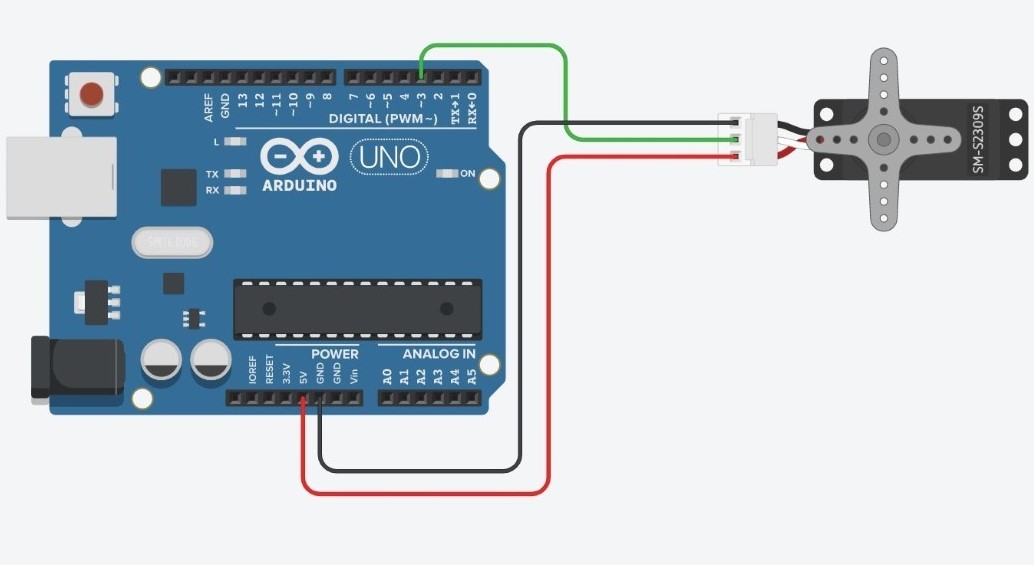 AREF
GND
13
12
~11
~10
~9
8
7
~6
~5
4
~3
2
TX→1
RX←0
DIGITAL (PWM~)
L
TX
RX
ARDUINO
UNO
ON
SM-S2309S
POWER
ANALOG IN
IOREF
RESET
3.3V
5V
GND
GND
Vin
A0
A1
A2
A3
A4
A5